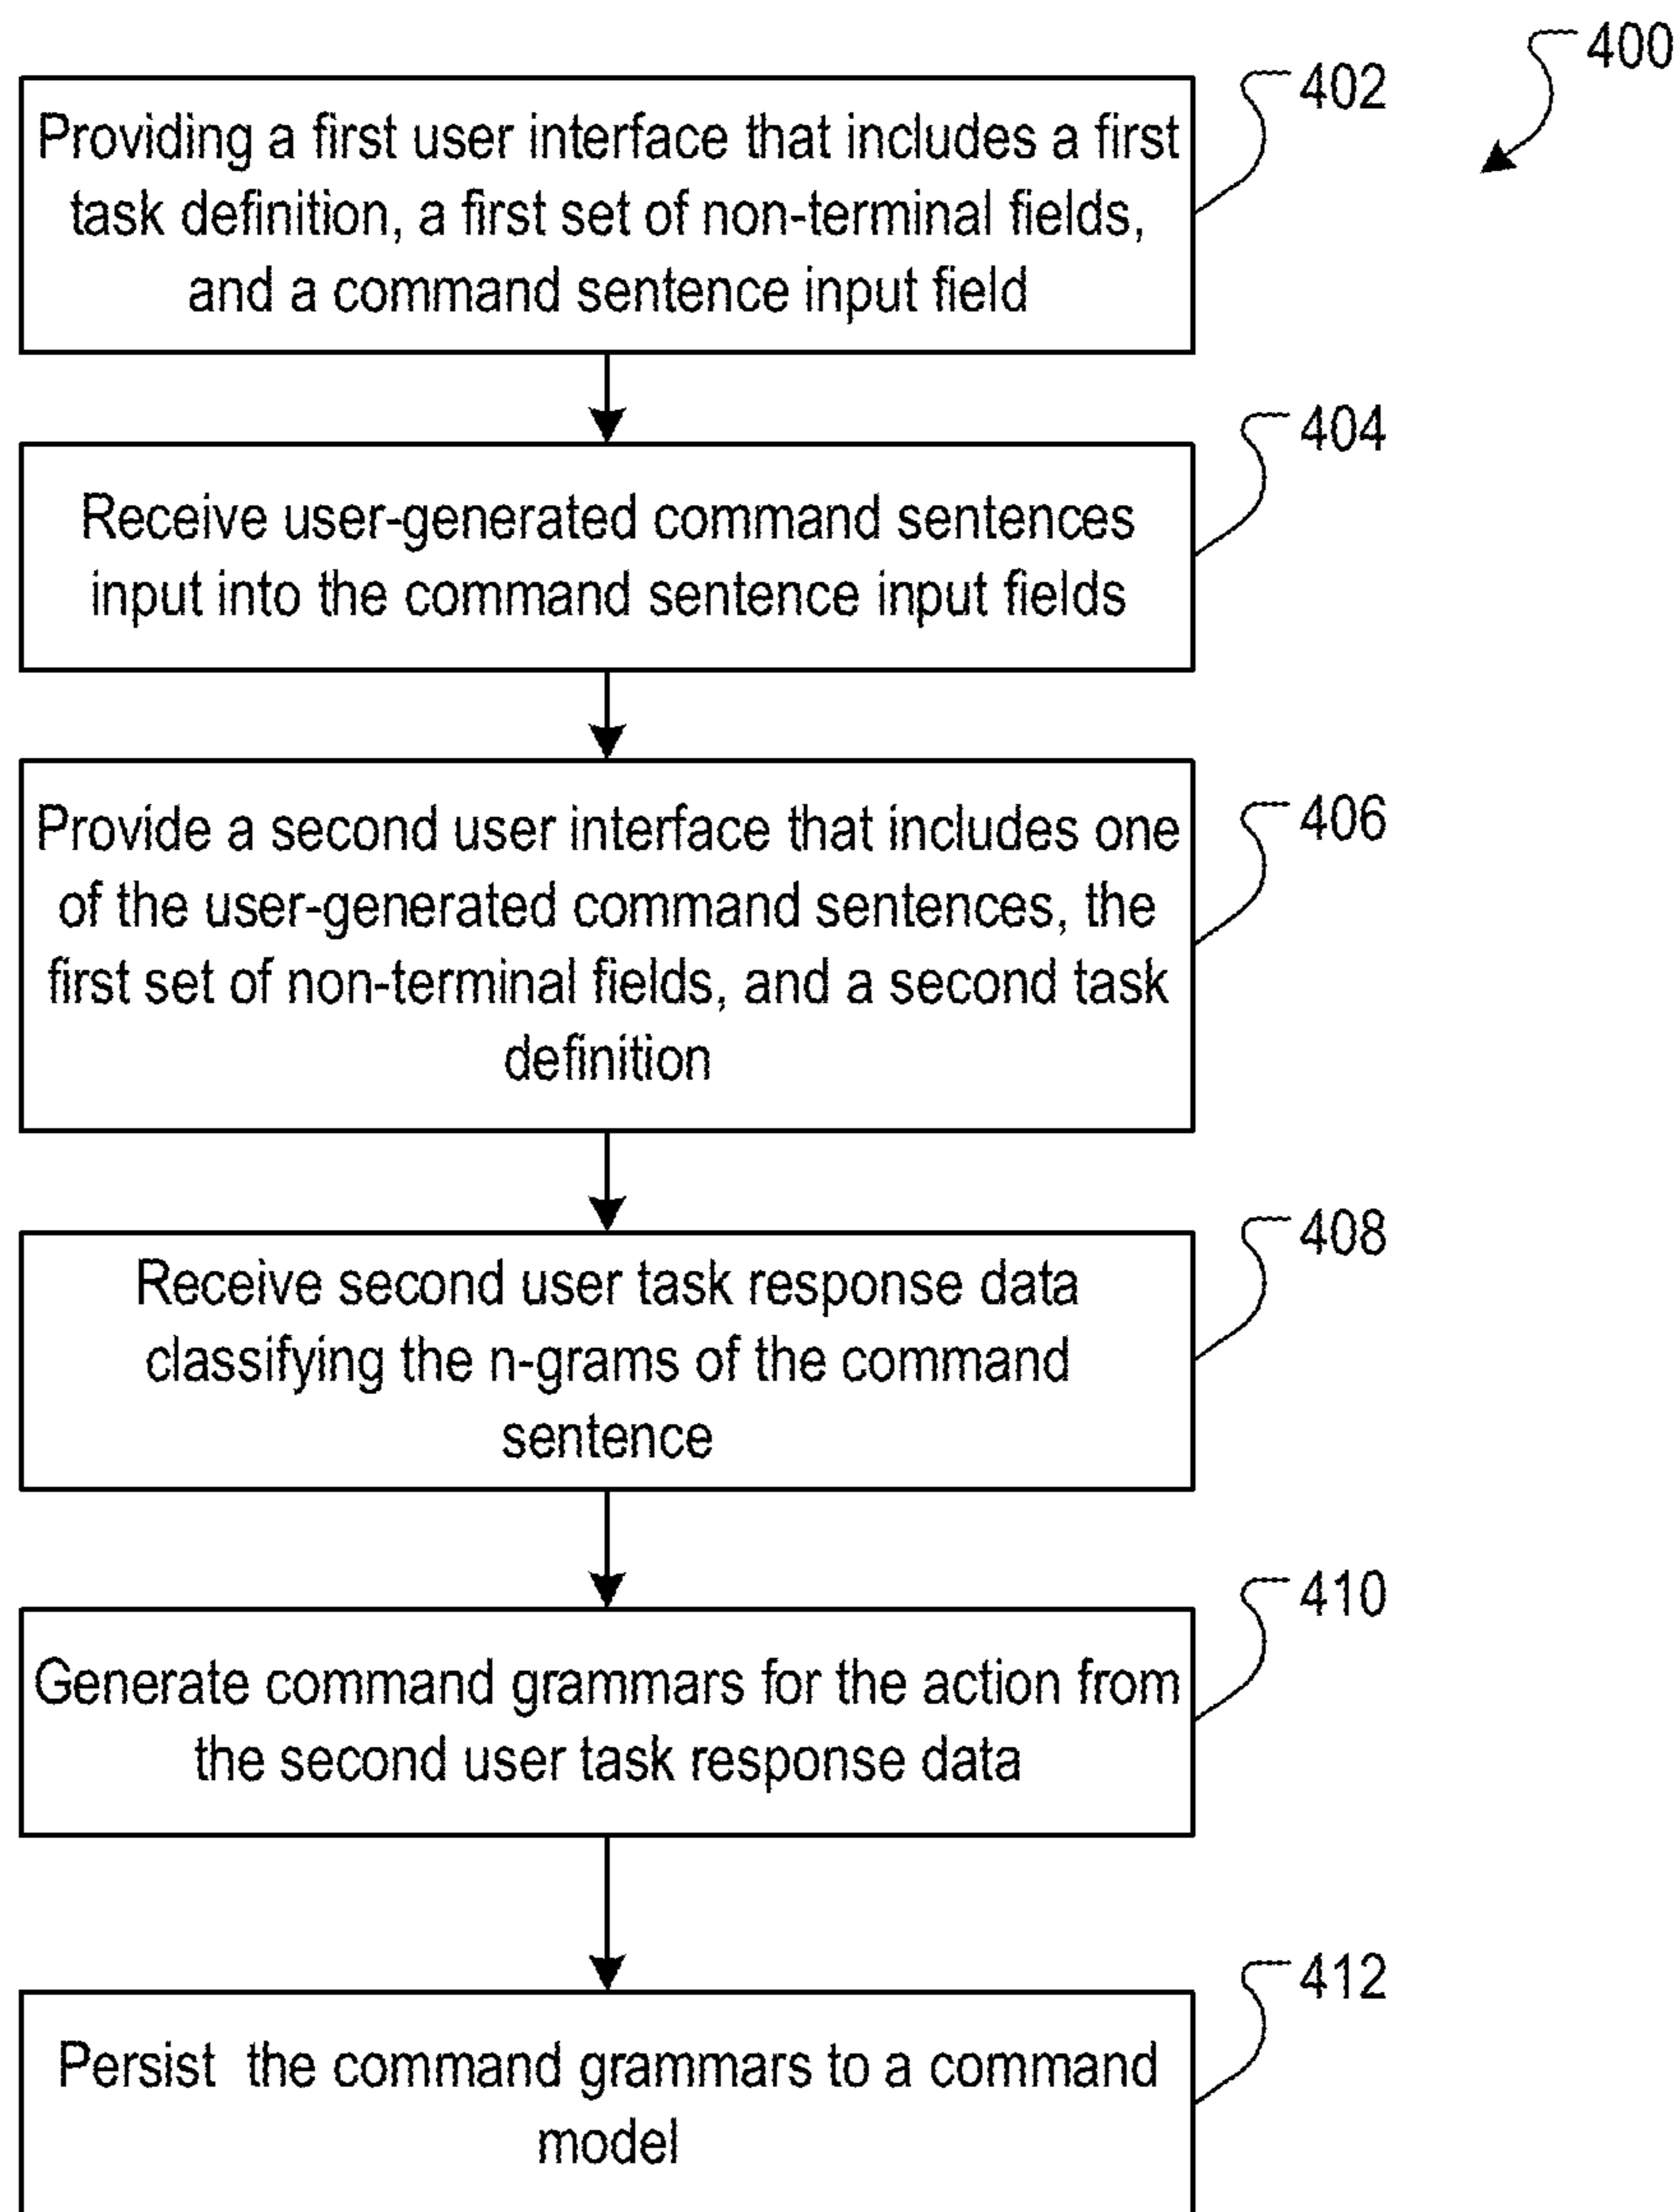 400
402
Providing a first user interface that includes a first
task definition, a first set of non-terminal fields,
and a command sentence input field
404
Receive user-generated command sentences
input into the command sentence input fields
406
Provide a second user interface that includes one
of the user-generated command sentences, the
first set of non-terminal fields, and a second task
definition
408
Receive second user task response data
classifying the n-grams of the command
sentence
410
Generate command grammars for the action from
the second user task response data
412
Persist  the command grammars to a command
model